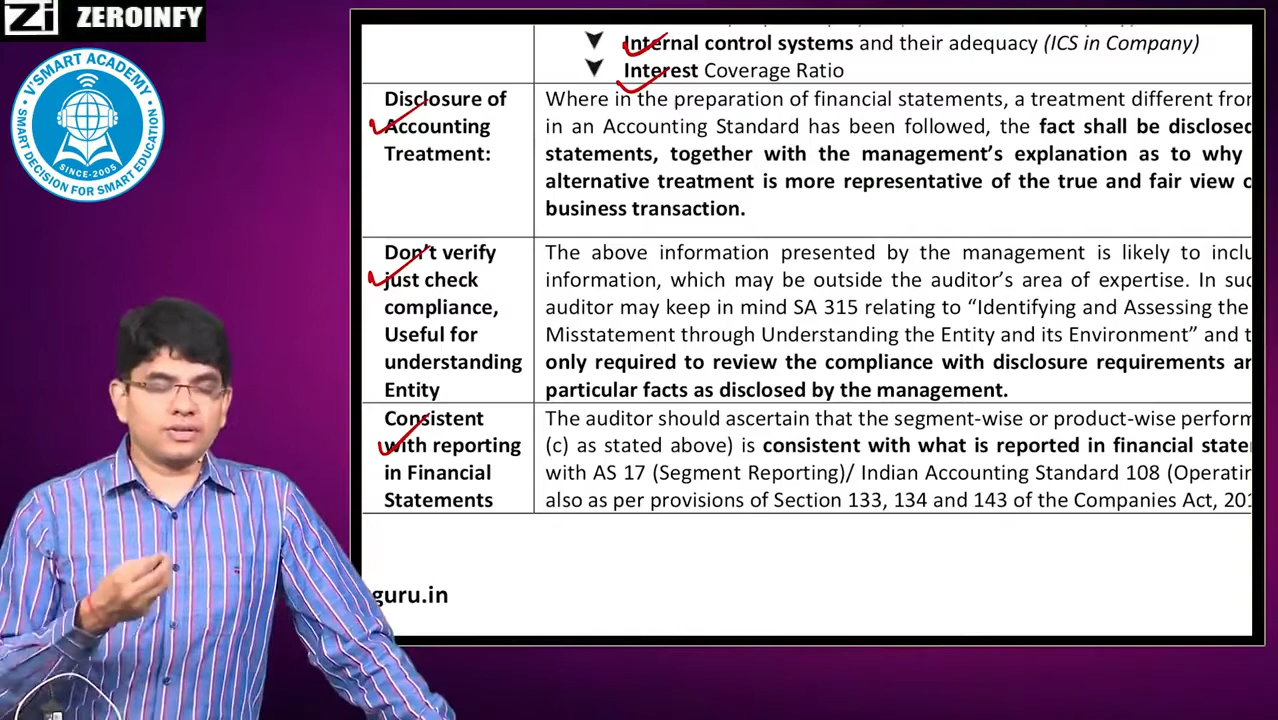 Zi ZEROINFY
V'SMART ACADEMY
SINCE-2005
SMART DECISION FOR SMART EDUCATION
Internal control systems and their adequacy (ICS in Company)
Interest Coverage Ratio
Disclosure of Accounting Treatment:
Where in the preparation of financial statements, a treatment different
in an Accounting Standard has been followed, the fact shall be disclosed
statements, together with the management's explanation as to why
alternative treatment is more representative of the true and fair view
business transaction.
Don't verify just check compliance, Useful for understanding Entity
The above information presented by the management is likely to
information, which may be outside the auditor's area of expertise. In
auditor may keep in mind SA 315 relating to “Identifying and Assessing the
Misstatement through Understanding the Entity and its Environment” and
only required to review the compliance with disclosure requirements
particular facts as disclosed by the management.
Consistent with reporting in Financial Statements
The auditor should ascertain that the segment-wise or product-wise
(c) as stated above) is consistent with what is reported in financial
with AS 17 (Segment Reporting)/ Indian Accounting Standard 108
also as per provisions of Section 133, 134 and 143 of the Companies Act,
guru.in